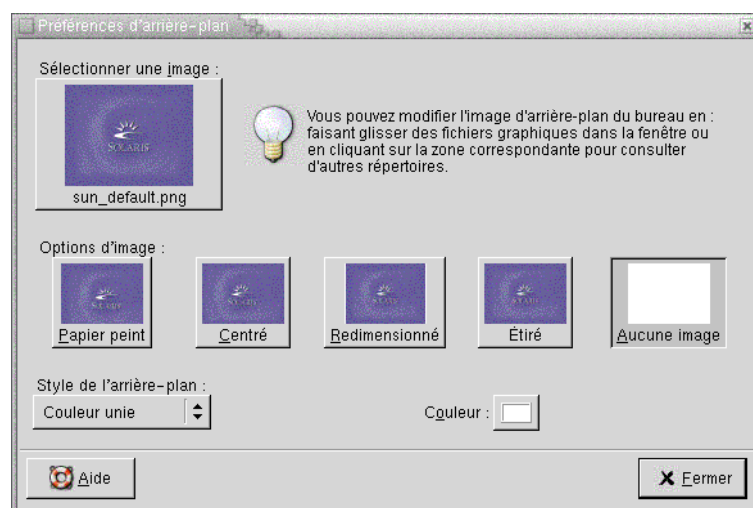 Préférences d'arrière-plan
Sélectionner une image :
SOLARIS
sun_default.png
Vous pouvez modifier l'image d'arrière-plan du bureau en :
faisant glisser des fichiers graphiques dans la fenêtre ou
en cliquant sur la zone correspondante pour consulter
d'autres répertoires.
Options d'image :
Papier peint
Centré
Redimensionné
Étiré
Aucune image
Style de l'arrière-plan :
Couleur unie
Couleur :
Aide
Fermer